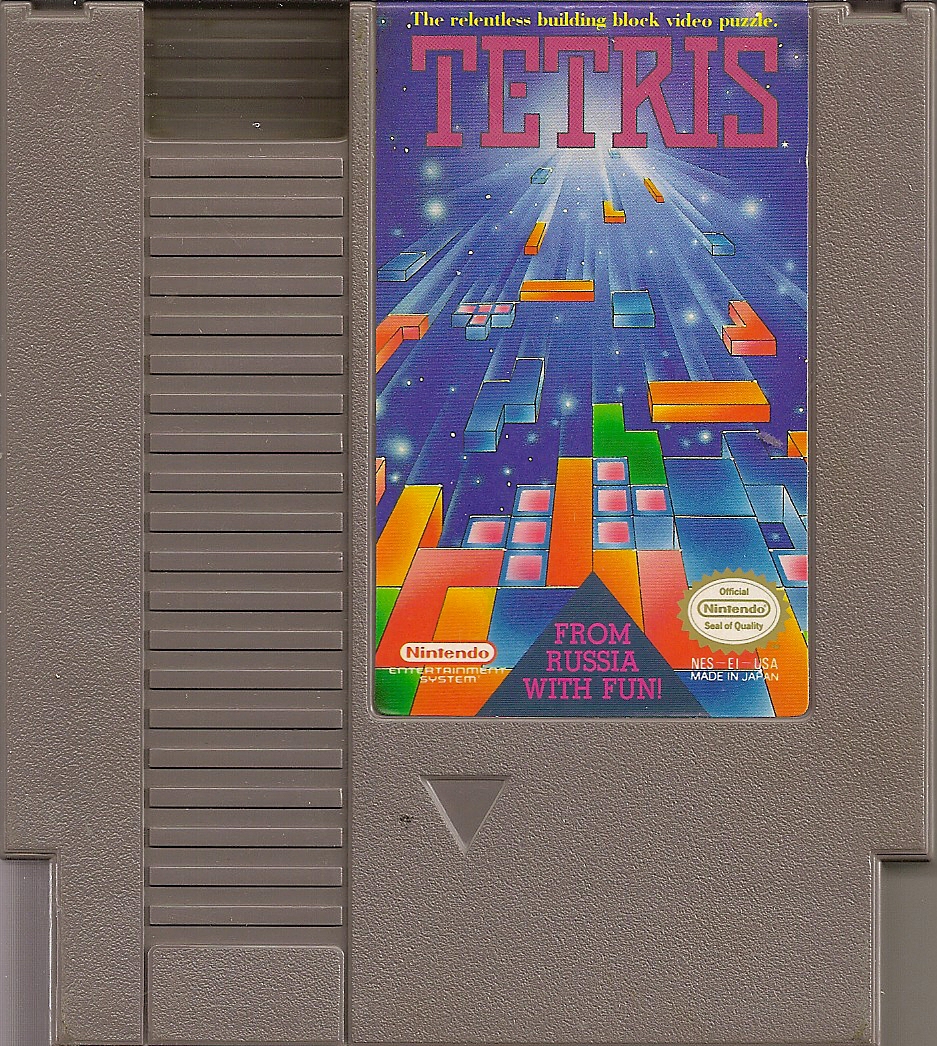 The relentless building block video puzzle.
TETRIS
Official
Nintendo®
Seal of Quality
Nintendo
ENTERTAINMENT
SYSTEM™
FROM
RUSSIA
WITH FUN!
NES-EI-USA
MADE IN JAPAN